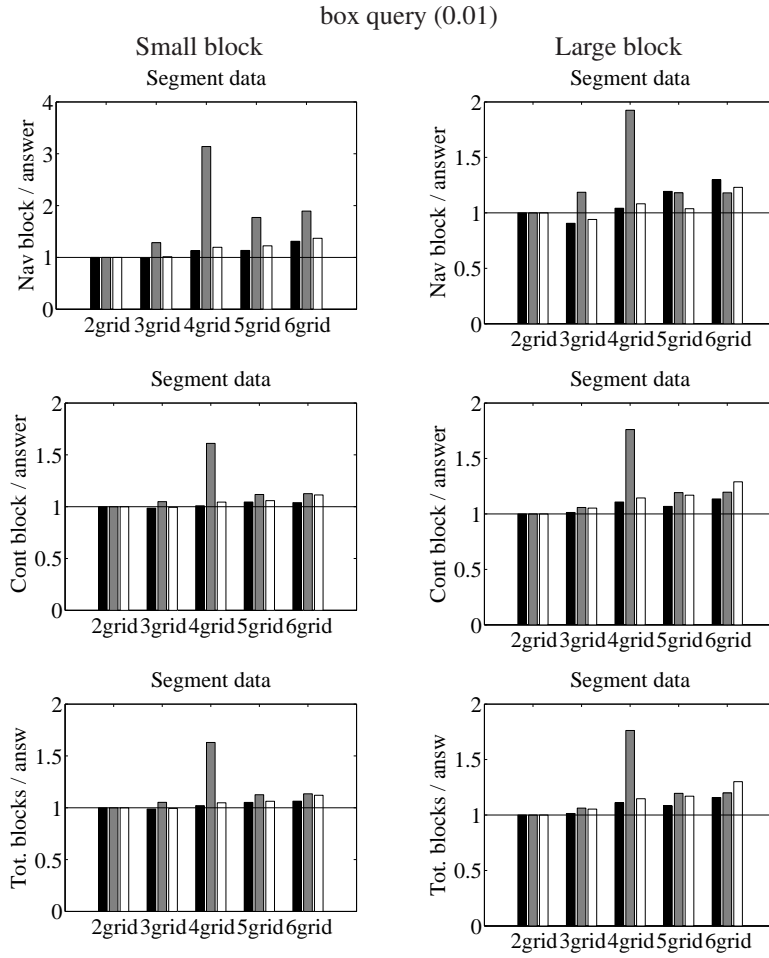 box query (0.01)
Small block
Large block
Segment data
Nav block / answer
4
3
2
1
0
2grid 3grid 4grid 5grid 6grid
Segment data
Nav block / answer
2
1.5
1
0.5
0
2grid 3grid 4grid 5grid 6grid
Segment data
Cont block / answer
2
1.5
1
0.5
0
2grid 3grid 4grid 5grid 6grid
Segment data
Cont block / answer
2
1.5
1
0.5
0
2grid 3grid 4grid 5grid 6grid
Segment data
Tot. blocks / answ
2
1.5
1
0.5
0
2grid 3grid 4grid 5grid 6grid
Segment data
Tot. blocks / answ
2
1.5
1
0.5
0
2grid 3grid 4grid 5grid 6grid